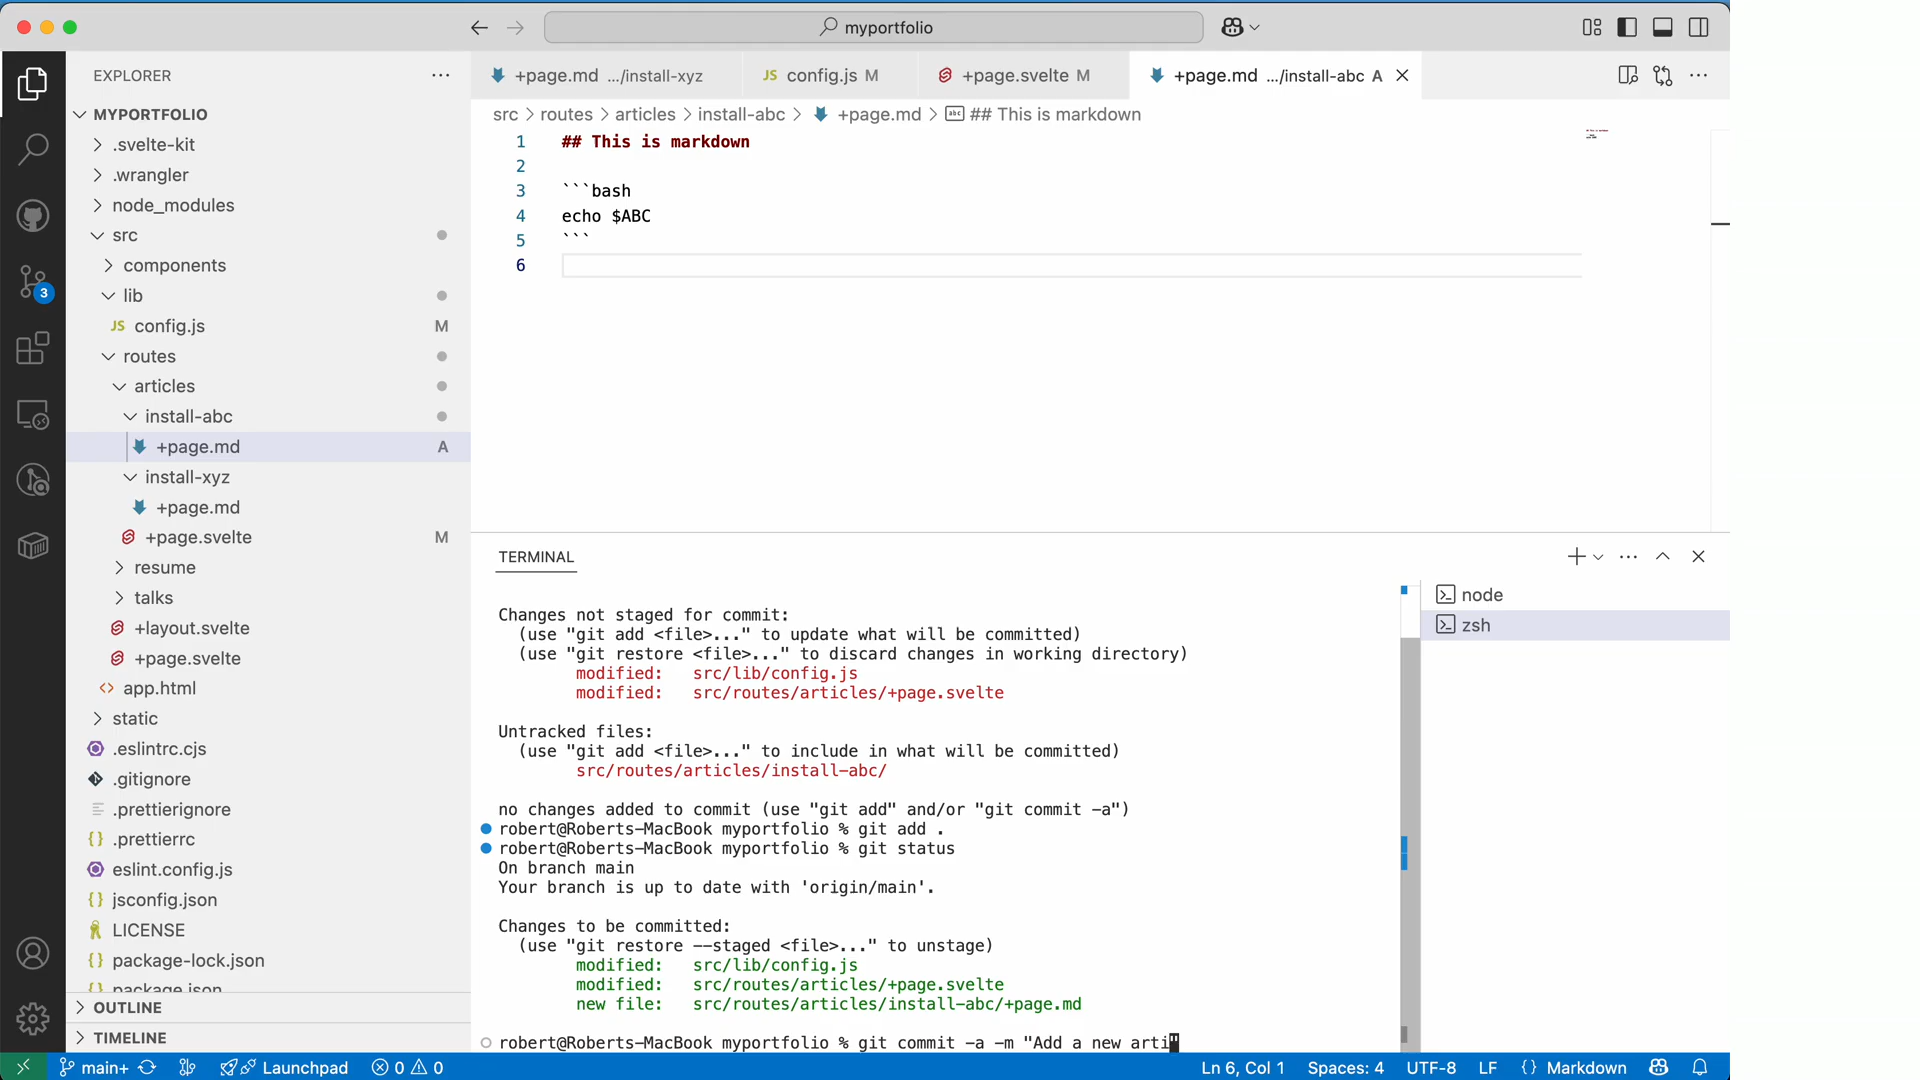 myportfolio
EXPLORER
MYPORTFOLIO
.svelte-kit
.wrangler
node_modules
src
components
lib
JS config.js M
routes
articles
install-abc
+page.md A
install-xyz
+page.md
+page.svelte M
resume
talks
+layout.svelte
+page.svelte
<> app.html
static
.eslintrc.cjs
.gitignore
.prettierignore
{} .prettierrc
eslint.config.js
{} jsconfig.json
LICENSE
{} package-lock.json
{} package.json
OUTLINE
TIMELINE
3
+page.md .../install-xyz
JS config.js M
+page.svelte M
+page.md .../install-abc A
src > routes > articles > install-abc > +page.md > abc ## This is markdown
1 ## This is markdown
2
3 ```bash
4 echo $ABC
5 ```
6
TERMINAL
Changes not staged for commit:
(use "git add <file>..." to update what will be committed)
(use "git restore <file>..." to discard changes in working directory)
modified: src/lib/config.js
modified: src/routes/articles/+page.svelte
Untracked files:
(use "git add <file>..." to include in what will be committed)
src/routes/articles/install-abc/
no changes added to commit (use "git add" and/or "git commit -a")
robert@Roberts-MacBook myportfolio % git add .
robert@Roberts-MacBook myportfolio % git status
On branch main
Your branch is up to date with 'origin/main'.
Changes to be committed:
(use "git restore --staged <file>..." to unstage)
modified: src/lib/config.js
modified: src/routes/articles/+page.svelte
new file: src/routes/articles/install-abc/+page.md
robert@Roberts-MacBook myportfolio % git commit -a -m "Add a new arti"
node
zsh
main+
Launchpad
0
0
Ln 6, Col 1
Spaces: 4
UTF-8
LF
{} Markdown